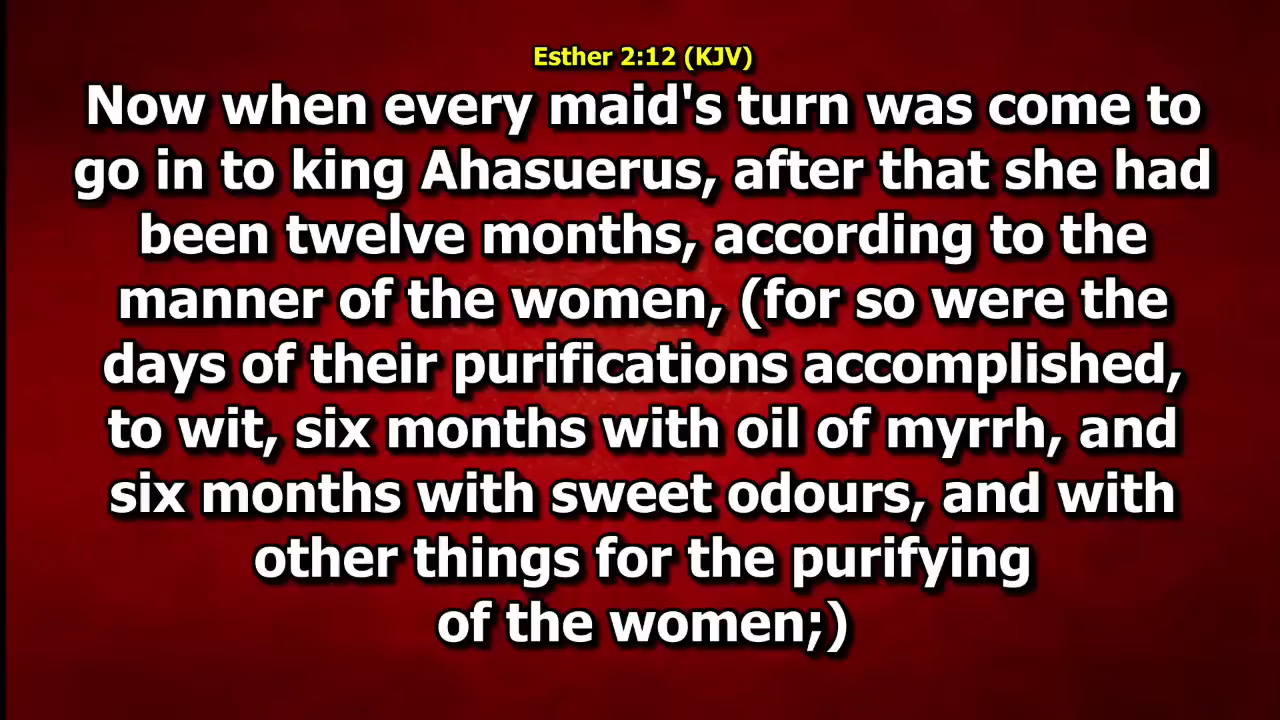 Esther 2:12 (KJV)
Now when every maid's turn was come to
go in to king Ahasuerus, after that she had
been twelve months, according to the
manner of the women, (for so were the
days of their purifications accomplished,
to wit, six months with oil of myrrh, and
six months with sweet odours, and with
other things for the purifying
of the women;)